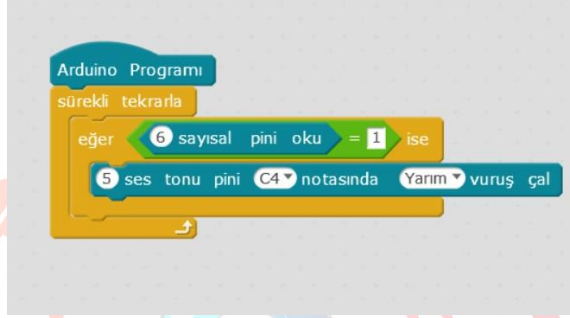 Arduino Programı
sürekli tekrarla
eğer 6 sayısal pini oku = 1 ise
5 ses tonu pini C4 notasında Yarım vuruş çal